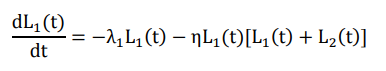 dL₁(t)/dt = −λ₁L₁(t) − ηL₁(t)[L₁(t) + L₂(t)]